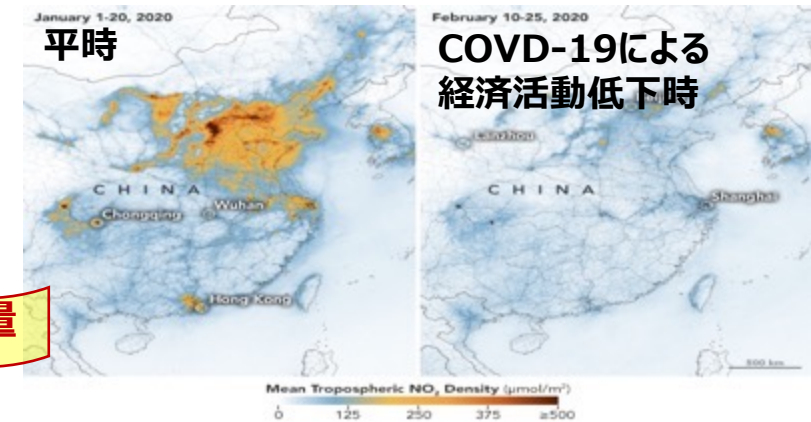 January 1-20, 2020
平時
February 10-25, 2020
COVD-19による
経済活動低下時
Lanzhou
CHINA
CHINA
Wuhan
Chongqing
Shanghai
Hong Kong
量
500 km
Mean Tropospheric NO₂ Density (μmol/m²)
0 125 250 375 ≥500